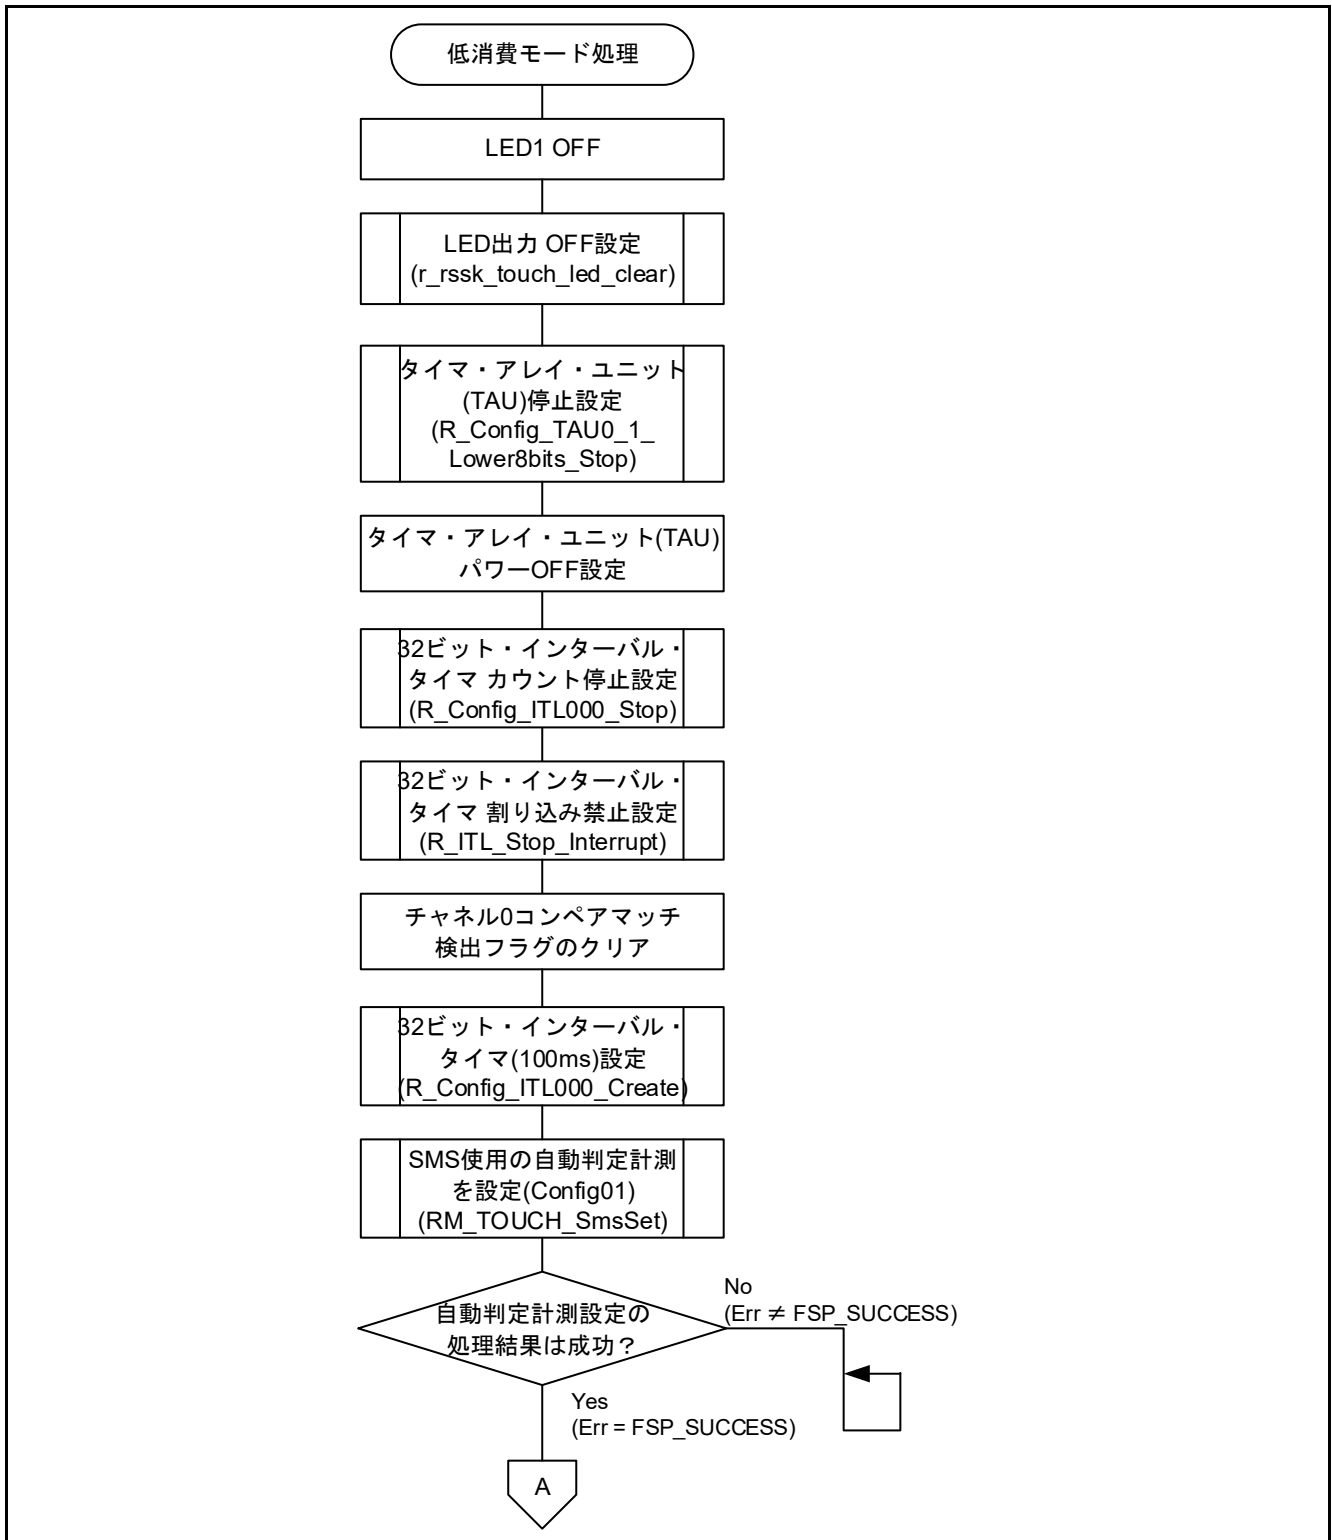 低消費モード処理
LED1 OFF
LED出力 OFF設定
(r_rssk_touch_led_clear)
タイマ・アレイ・ユニット
(TAU)停止設定
(R_Config_TAU0_1_
Lower8bits_Stop)
タイマ・アレイ・ユニット(TAU)
パワーOFF設定
32ビット・インターバル・
タイマ カウント停止設定
(R_Config_ITL000_Stop)
32ビット・インターバル・
タイマ 割り込み禁止設定
(R_ITL_Stop_Interrupt)
チャネル0コンペアマッチ
検出フラグのクリア
32ビット・インターバル・
タイマ(100ms)設定
(R_Config_ITL000_Create)
SMS使用の自動判定計測
を設定(Config01)
(RM_TOUCH_SmsSet)
自動判定計測設定の
処理結果は成功？
No
(Err ≠ FSP_SUCCESS)
Yes
(Err = FSP_SUCCESS)
A